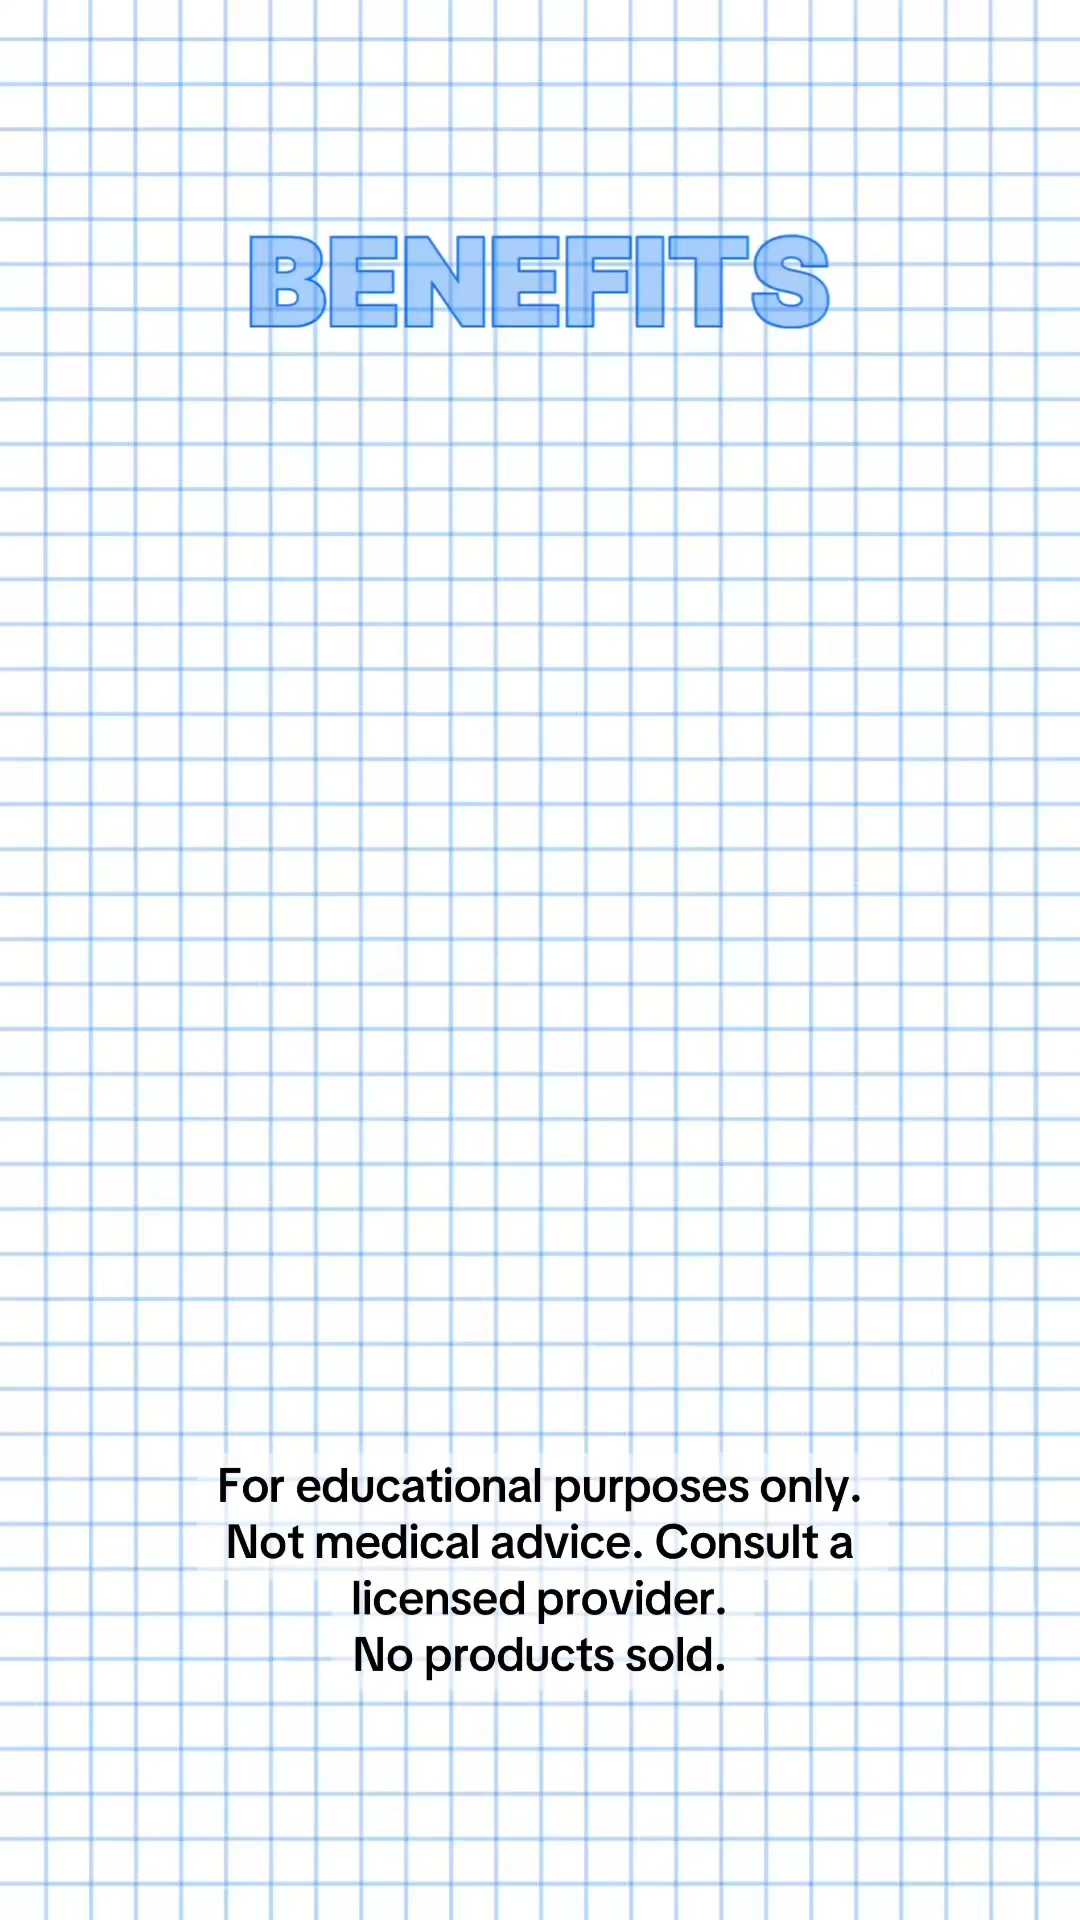 BENEFITS
For educational purposes only.
Not medical advice. Consult a
licensed provider.
No products sold.